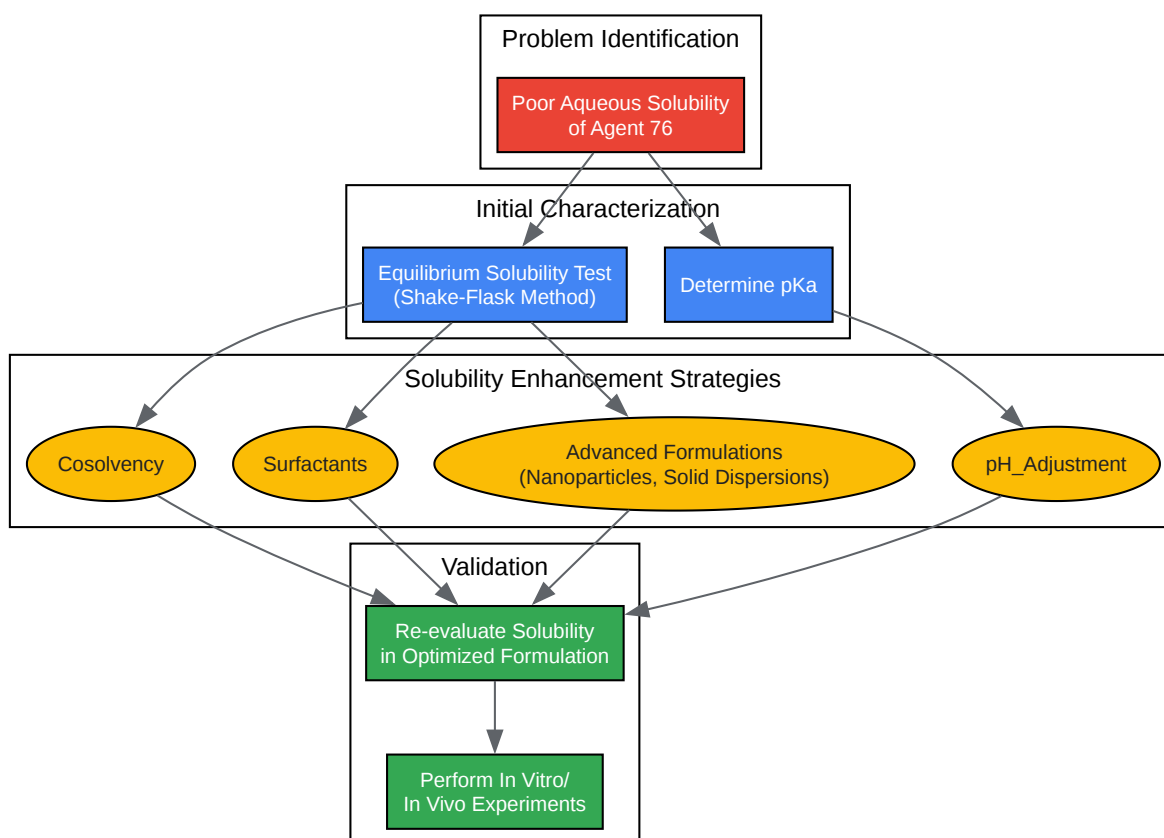 Problem Identification
Poor Aqueous Solubility
of Agent 76
Initial Characterization
Equilibrium Solubility Test
(Shake-Flask Method)
Determine pKa
Solubility Enhancement Strategies
Cosolvency
Surfactants
Advanced Formulations
(Nanoparticles, Solid Dispersions)
pH_Adjustment
Validation
Re-evaluate Solubility
in Optimized Formulation
Perform In Vitro/
In Vivo Experiments